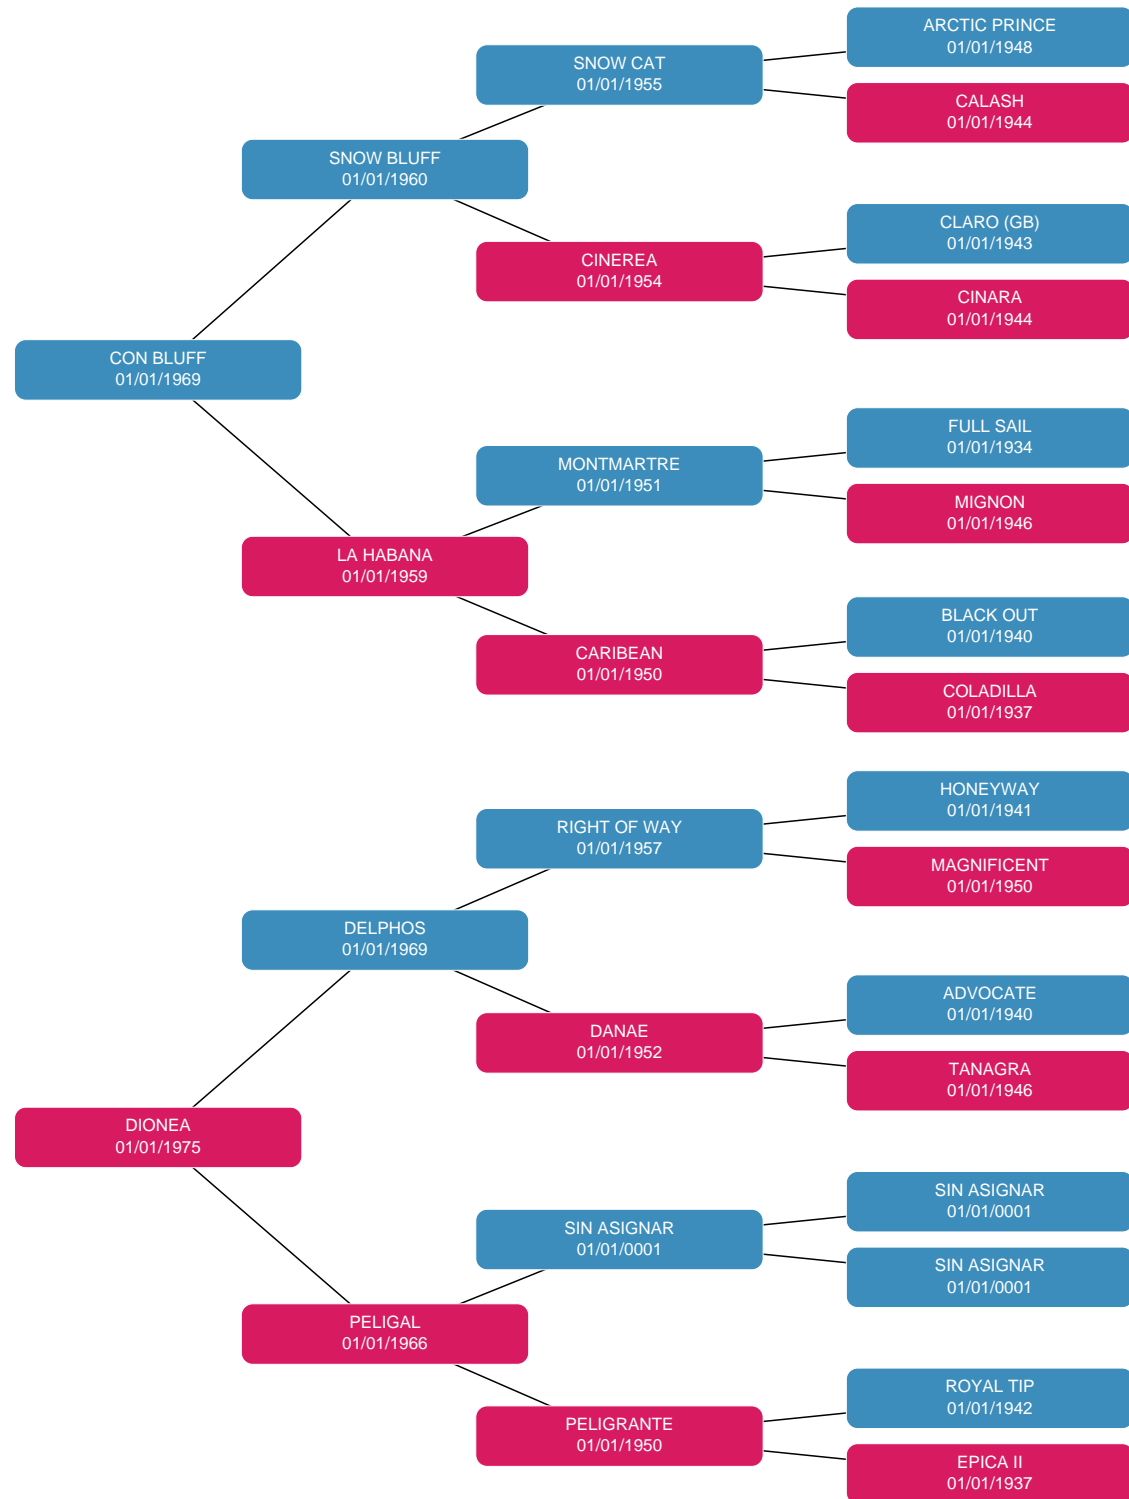 ARCTIC PRINCE
01/01/1948
SNOW CAT
01/01/1955
CALASH
01/01/1944
SNOW BLUFF
01/01/1960
CLARO (GB)
01/01/1943
CINEREA
01/01/1954
CINARA
01/01/1944
CON BLUFF
01/01/1969
FULL SAIL
01/01/1934
MONTMARTRE
01/01/1951
MIGNON
01/01/1946
LA HABANA
01/01/1959
BLACK OUT
01/01/1940
CARIBEAN
01/01/1950
COLADILLA
01/01/1937
HONEYWAY
01/01/1941
RIGHT OF WAY
01/01/1957
MAGNIFICENT
01/01/1950
DELPHOS
01/01/1969
ADVOCATE
01/01/1940
DANAE
01/01/1952
TANAGRA
01/01/1946
DIONEA
01/01/1975
SIN ASIGNAR
01/01/0001
SIN ASIGNAR
01/01/0001
SIN ASIGNAR
01/01/0001
PELIGAL
01/01/1966
ROYAL TIP
01/01/1942
PELIGRANTE
01/01/1950
EPICA II
01/01/1937